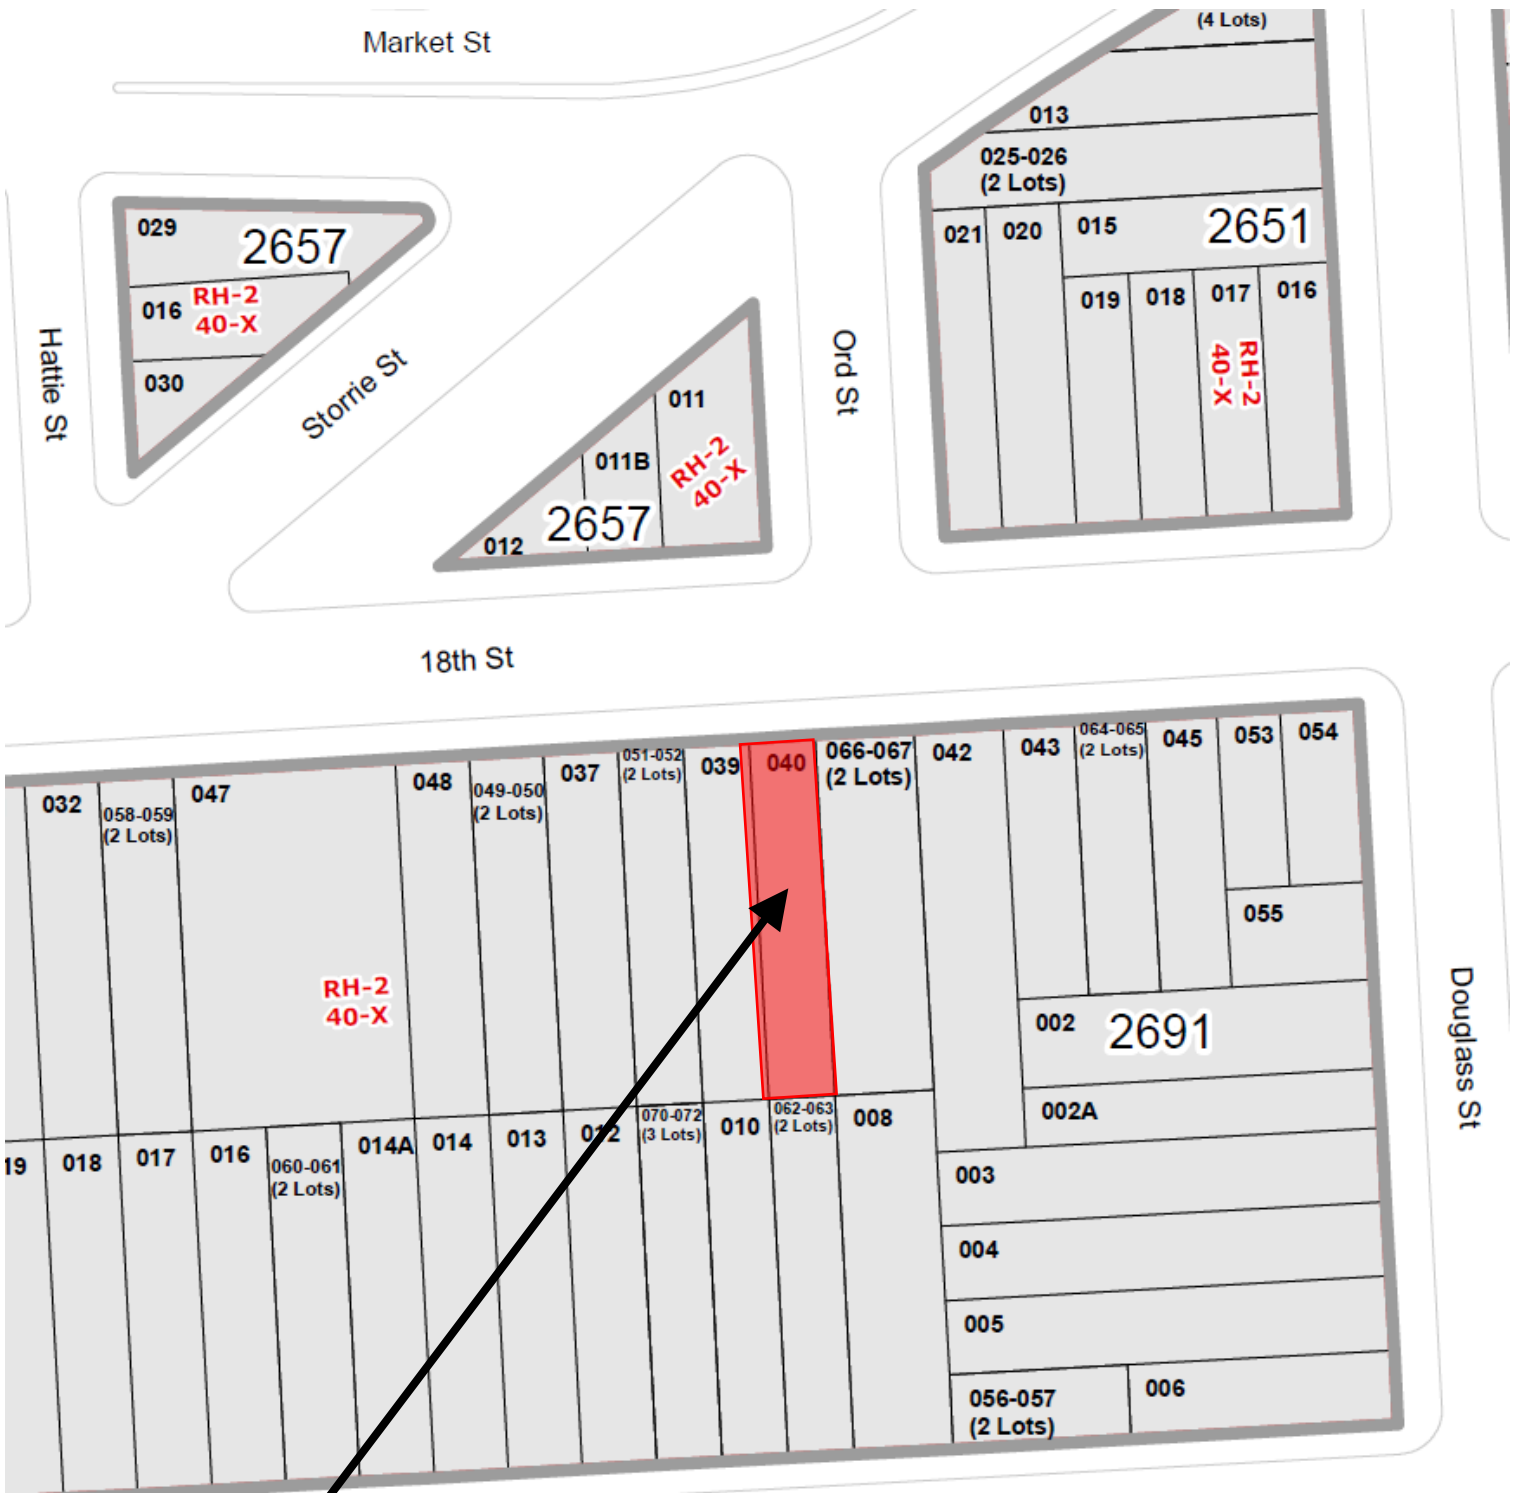 Market St
(4 Lots)
013
025-026
(2 Lots)
029
2657
021
020
015
2651
016
RH-2
40-X
030
019
018
017
016
RH-2
40-X
Hattie St
Storrie St
Ord St
011
011B
RH-2
40-X
2657
012
18th St
032
058-059
(2 Lots)
047
048
049-050
(2 Lots)
037
051-052
(2 Lots)
039
040
066-067
(2 Lots)
042
043
064-065
(2 Lots)
045
053
054
055
RH-2
40-X
002
2691
Douglass St
002A
19
018
017
016
060-061
(2 Lots)
014A
014
013
012
070-072
(3 Lots)
010
062-063
(2 Lots)
008
003
004
005
056-057
(2 Lots)
006